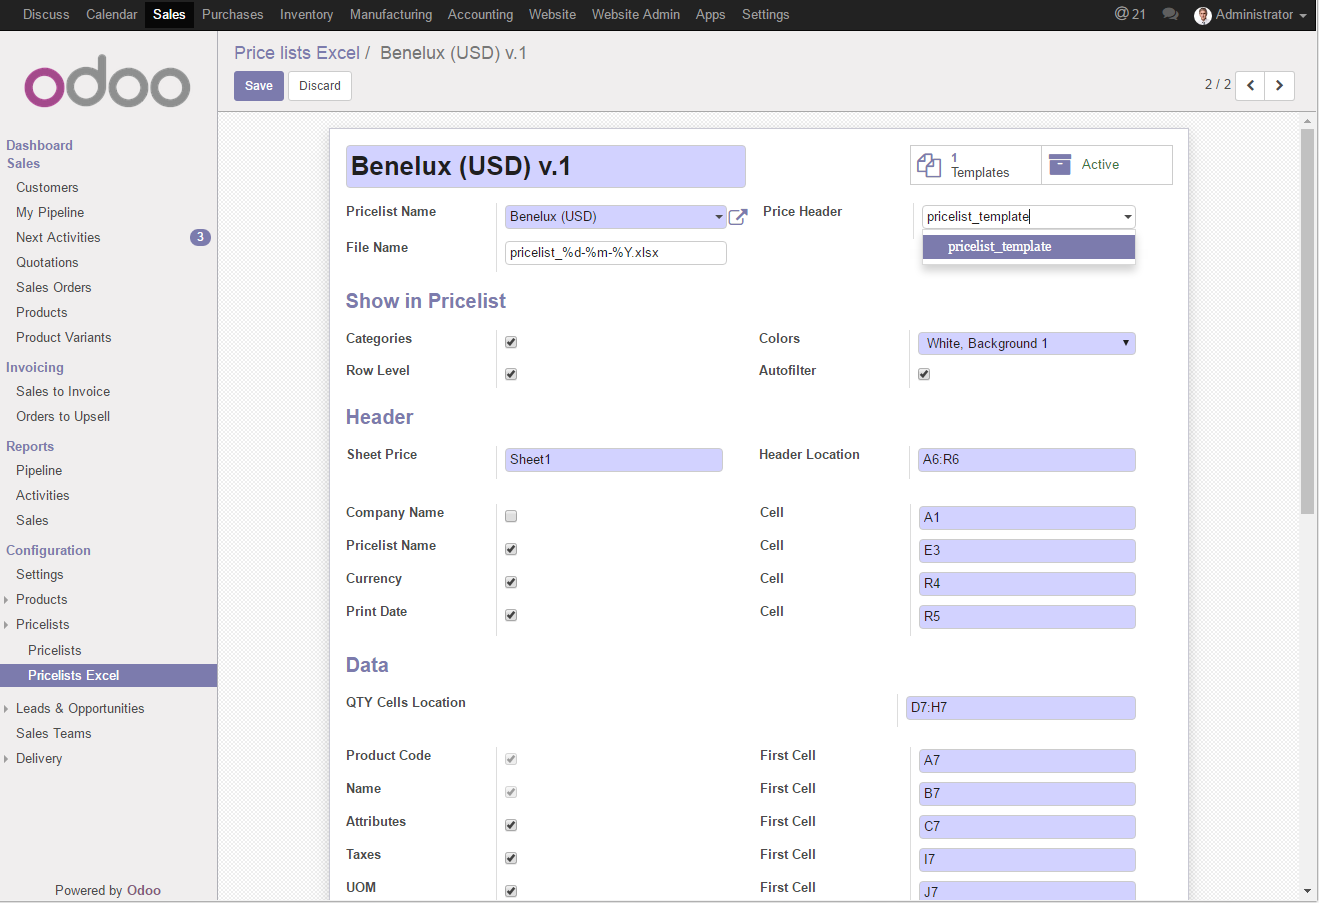 Discuss Calendar Sales Purchases Inventory Manufacturing Accounting Website Website Admin Apps Settings @ 21 Administrator
odoo
Dashboard
Sales
Customers
My Pipeline
Next Activities 3
Quotations
Sales Orders
Products
Product Variants
Invoicing
Sales to Invoice
Orders to Upsell
Reports
Pipeline
Activities
Sales
Configuration
Settings
Products
Pricelists
Pricelists
Pricelists Excel
Leads & Opportunities
Sales Teams
Delivery
Powered by Odoo
Price lists Excel / Benelux (USD) v.1
Save Discard 2 / 2
Benelux (USD) v.1
1 Templates
Active
Pricelist Name Benelux (USD) Price Header pricelist_template
File Name pricelist_%d-%m-%Y.xlsx pricelist_template
Show in Pricelist
Categories Colors White, Background 1
Row Level Autofilter
Header
Sheet Price Sheet1 Header Location A6:R6
Company Name Cell A1
Pricelist Name Cell E3
Currency Cell R4
Print Date Cell R5
Data
QTY Cells Location D7:H7
Product Code First Cell A7
Name First Cell B7
Attributes First Cell C7
Taxes First Cell I7
UOM First Cell J7